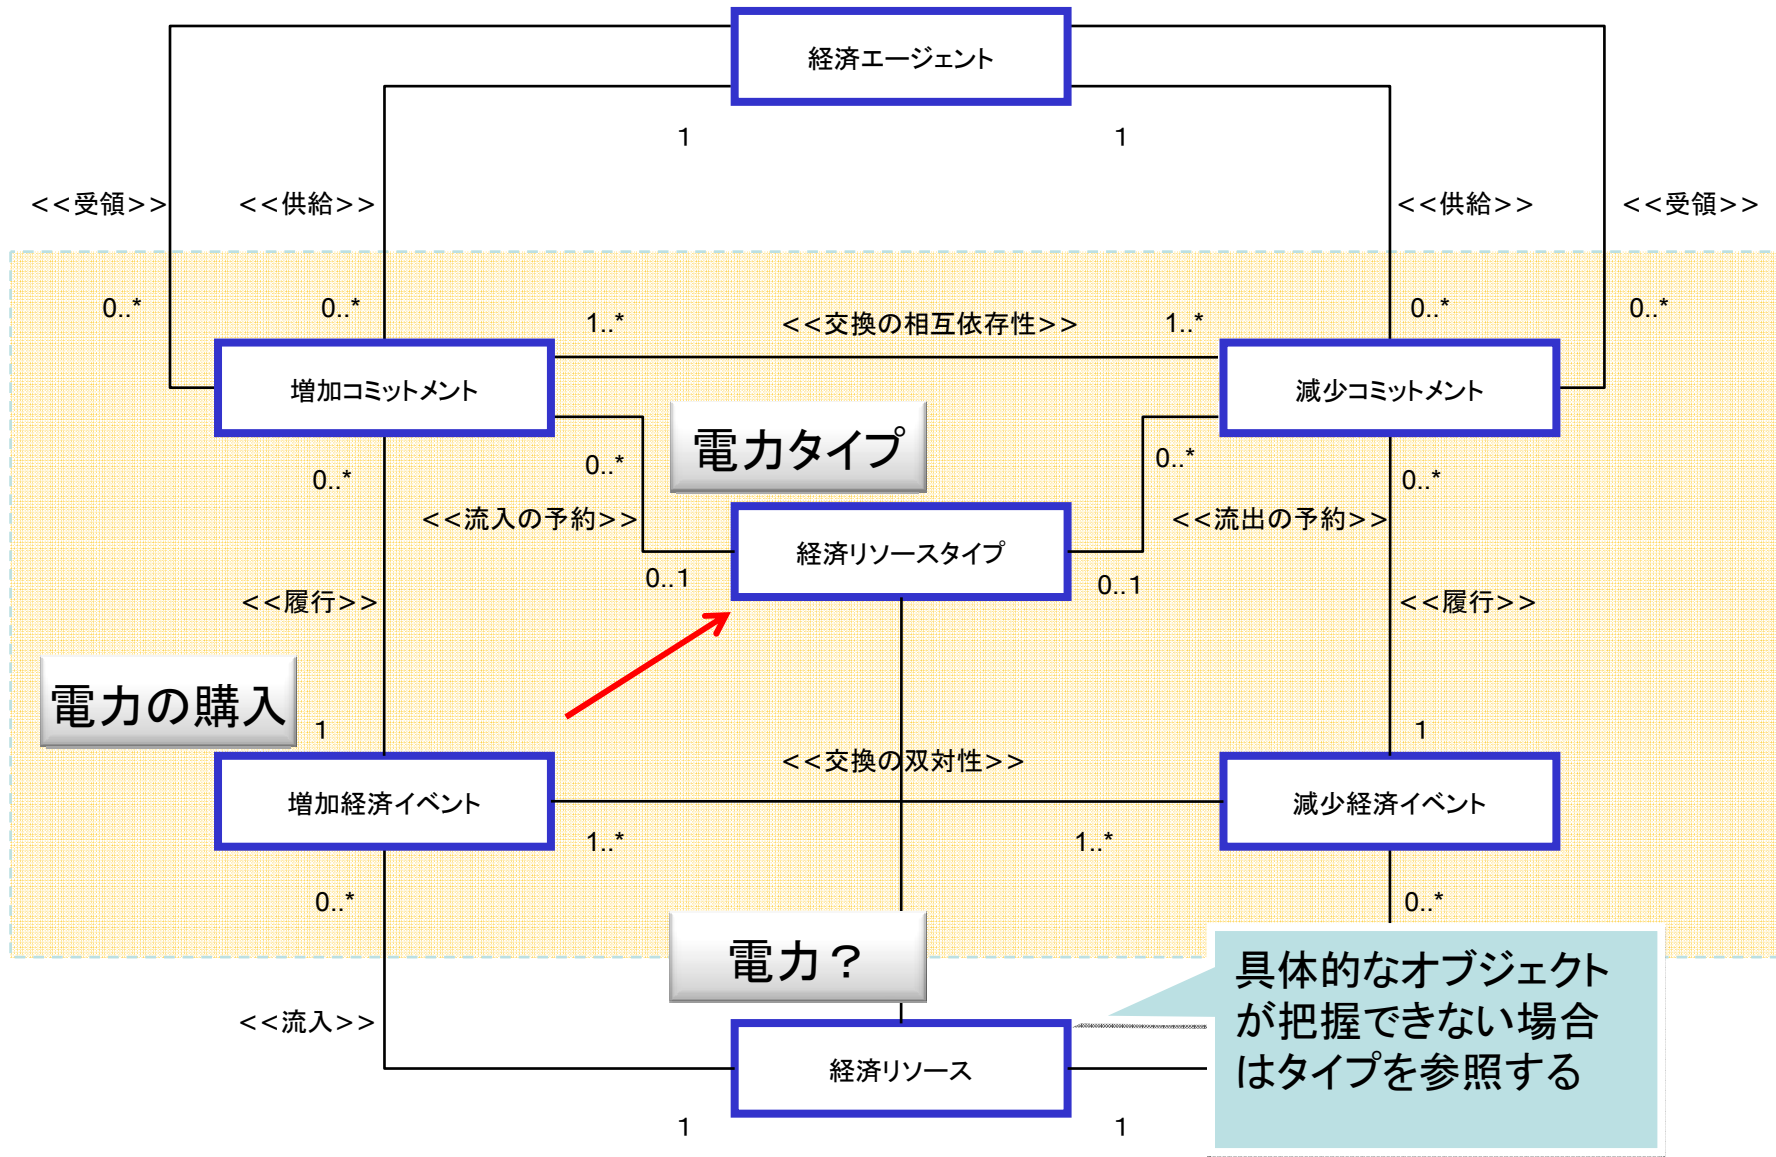 経済エージェント
1
1
<<受領>>
<<供給>>
<<供給>>
<<受領>>
0..*
0..*
1..*
<<交換の相互依存性>>
1..*
0..*
0..*
増加コミットメント
減少コミットメント
電力タイプ
0..*
0..*
0..*
0..*
<<流入の予約>>
<<流出の予約>>
経済リソースタイプ
0..1
0..1
<<履行>>
<<履行>>
電力の購入
1
1
<<交換の双対性>>
増加経済イベント
減少経済イベント
1..*
1..*
0..*
0..*
電力？
具体的なオブジェクト
が把握できない場合
はタイプを参照する
<<流入>>
経済リソース
1
1